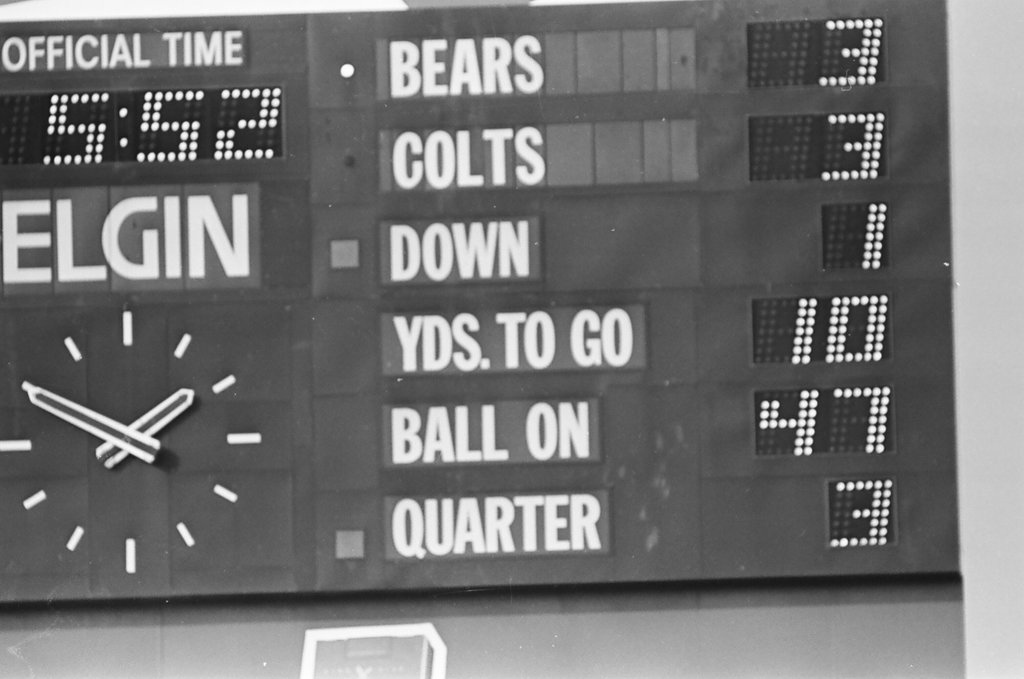 OFFICIAL TIME
5:52
ELGIN
BEARS 3
COLTS 3
DOWN 1
YDS. TO GO 10
BALL ON 47
QUARTER 3